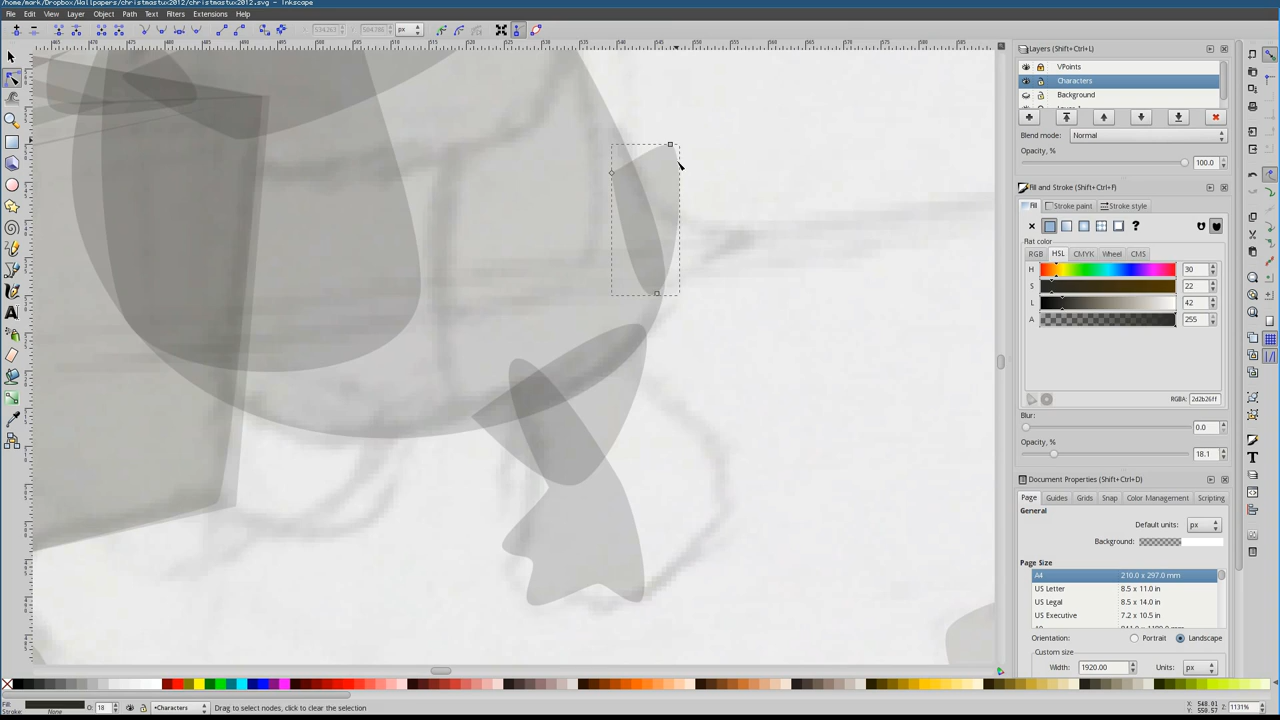 /home/mark/Dropbox/Wallpapers/christmastux2012/christmastux2012.svg - Inkscape
File Edit View Layer Object Path Text Filters Extensions Help
px
Layers (Shift+Ctrl+L)
VPoints
Characters
Background
Blend mode: Normal
Opacity, %
100.0
Fill and Stroke (Shift+Ctrl+F)
Fill Stroke paint Stroke style
Flat color
RGB HSL CMYK Wheel CMS
H 30
S 22
L 42
A 255
RGBA: 2d2b26ff
Blur:
0.0
Opacity, %
18.1
Document Properties (Shift+Ctrl+D)
Page Guides Grids Snap Color Management Scripting
General
Default units: px
Background:
Page Size
A4 210.0 x 297.0 mm
US Letter 8.5 x 11.0 in
US Legal 8.5 x 14.0 in
US Executive 7.2 x 10.5 in
Orientation: Portrait Landscape
Custom size
Width: 1920.00 Units: px
Fill:
Stroke: None
O: 18
•Characters
Drag to select nodes, click to clear the selection
X: 548.01
Y: 550.57
Z: 1131%